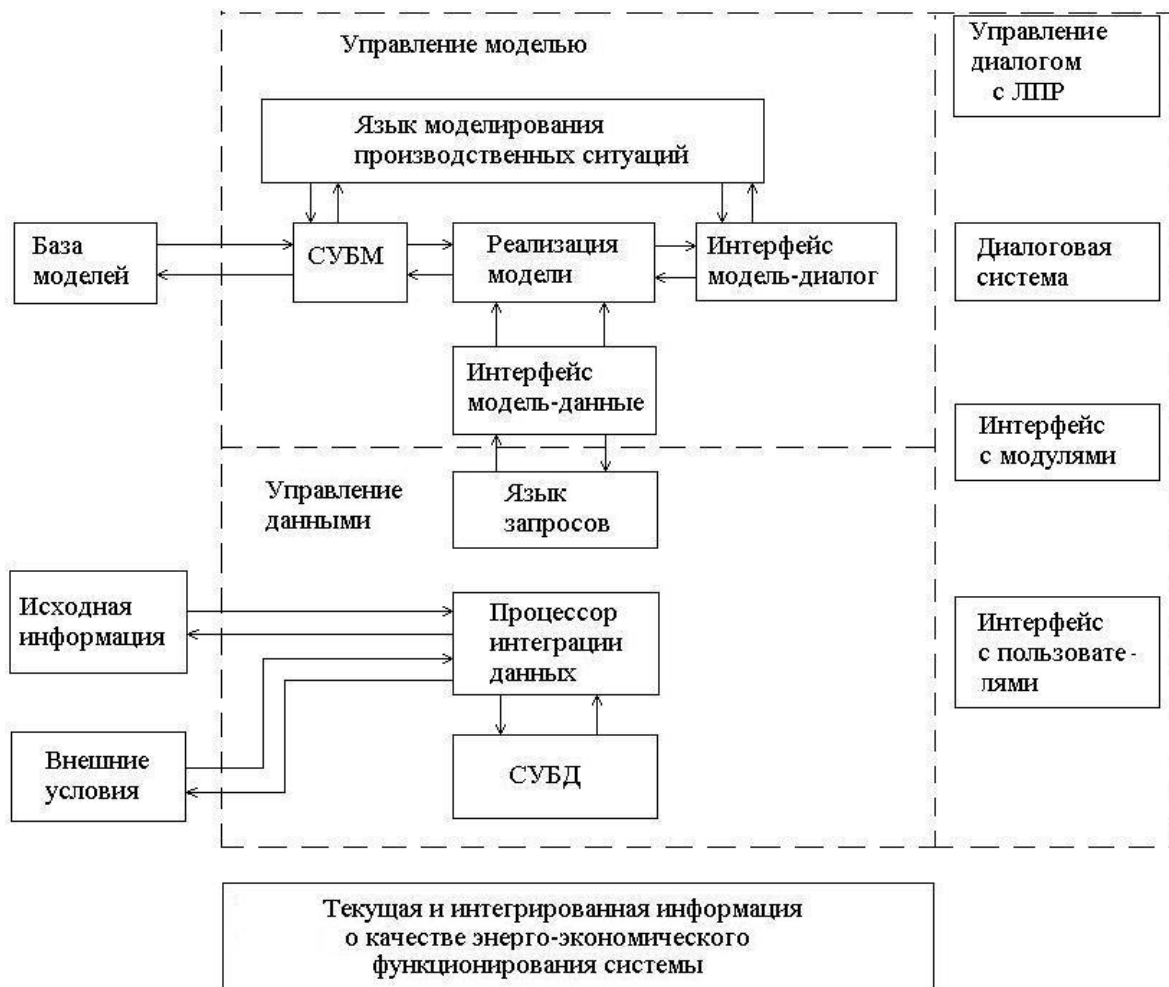 Управление моделью
Управление
диалогом
с ЛПР
Язык моделирования
производственных ситуаций
База
моделей
СУБМ
Реализация
модели
Интерфейс
модель-диалог
Диалоговая
система
Интерфейс
модель-данные
Интерфейс
с модулями
Управление
данными
Язык
запросов
Исходная
информация
Процессор
интеграции
данных
Интерфейс
с пользовате -
лями
Внешние
условия
СУБД
Текущая и интегрированная информация
о качестве энерго-экономического
функционирования системы